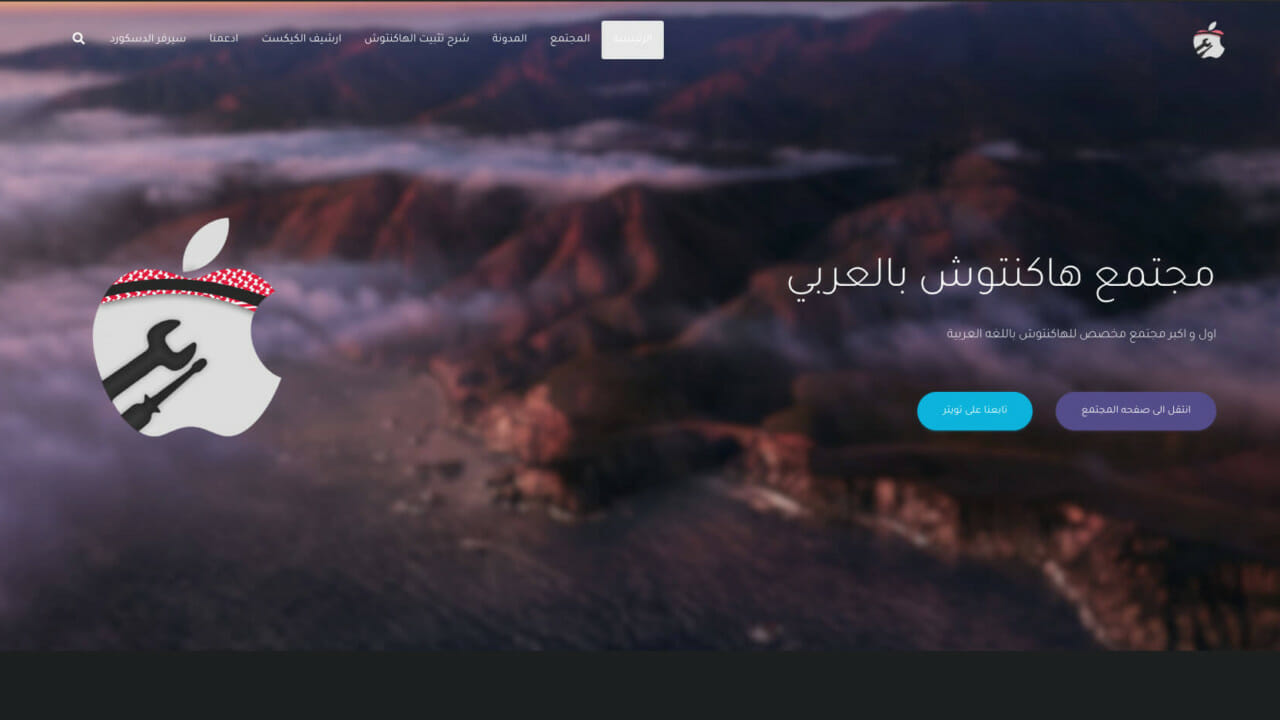 الرئيسية
المجتمع
المدونة
شرح تثبيت الهاكنتوش
ارشيف الكيكست
ادعمنا
سيرفر الدسكورد
مجتمع هاكنتوش بالعربي
اول و اكبر مجتمع مخصص للهاكنتوش باللغه العربية
انتقل الى صفحه المجتمع
تابعنا على تويتر